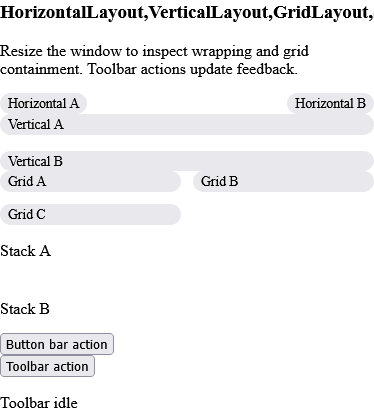 HorizontalLayout,VerticalLayout,GridLayout,
Resize the window to inspect wrapping and grid
containment. Toolbar actions update feedback.
Horizontal A Horizontal B
Vertical A
Vertical B
Grid A Grid B
Grid C
Stack A
Stack B
Button bar action
Toolbar action
Toolbar idle